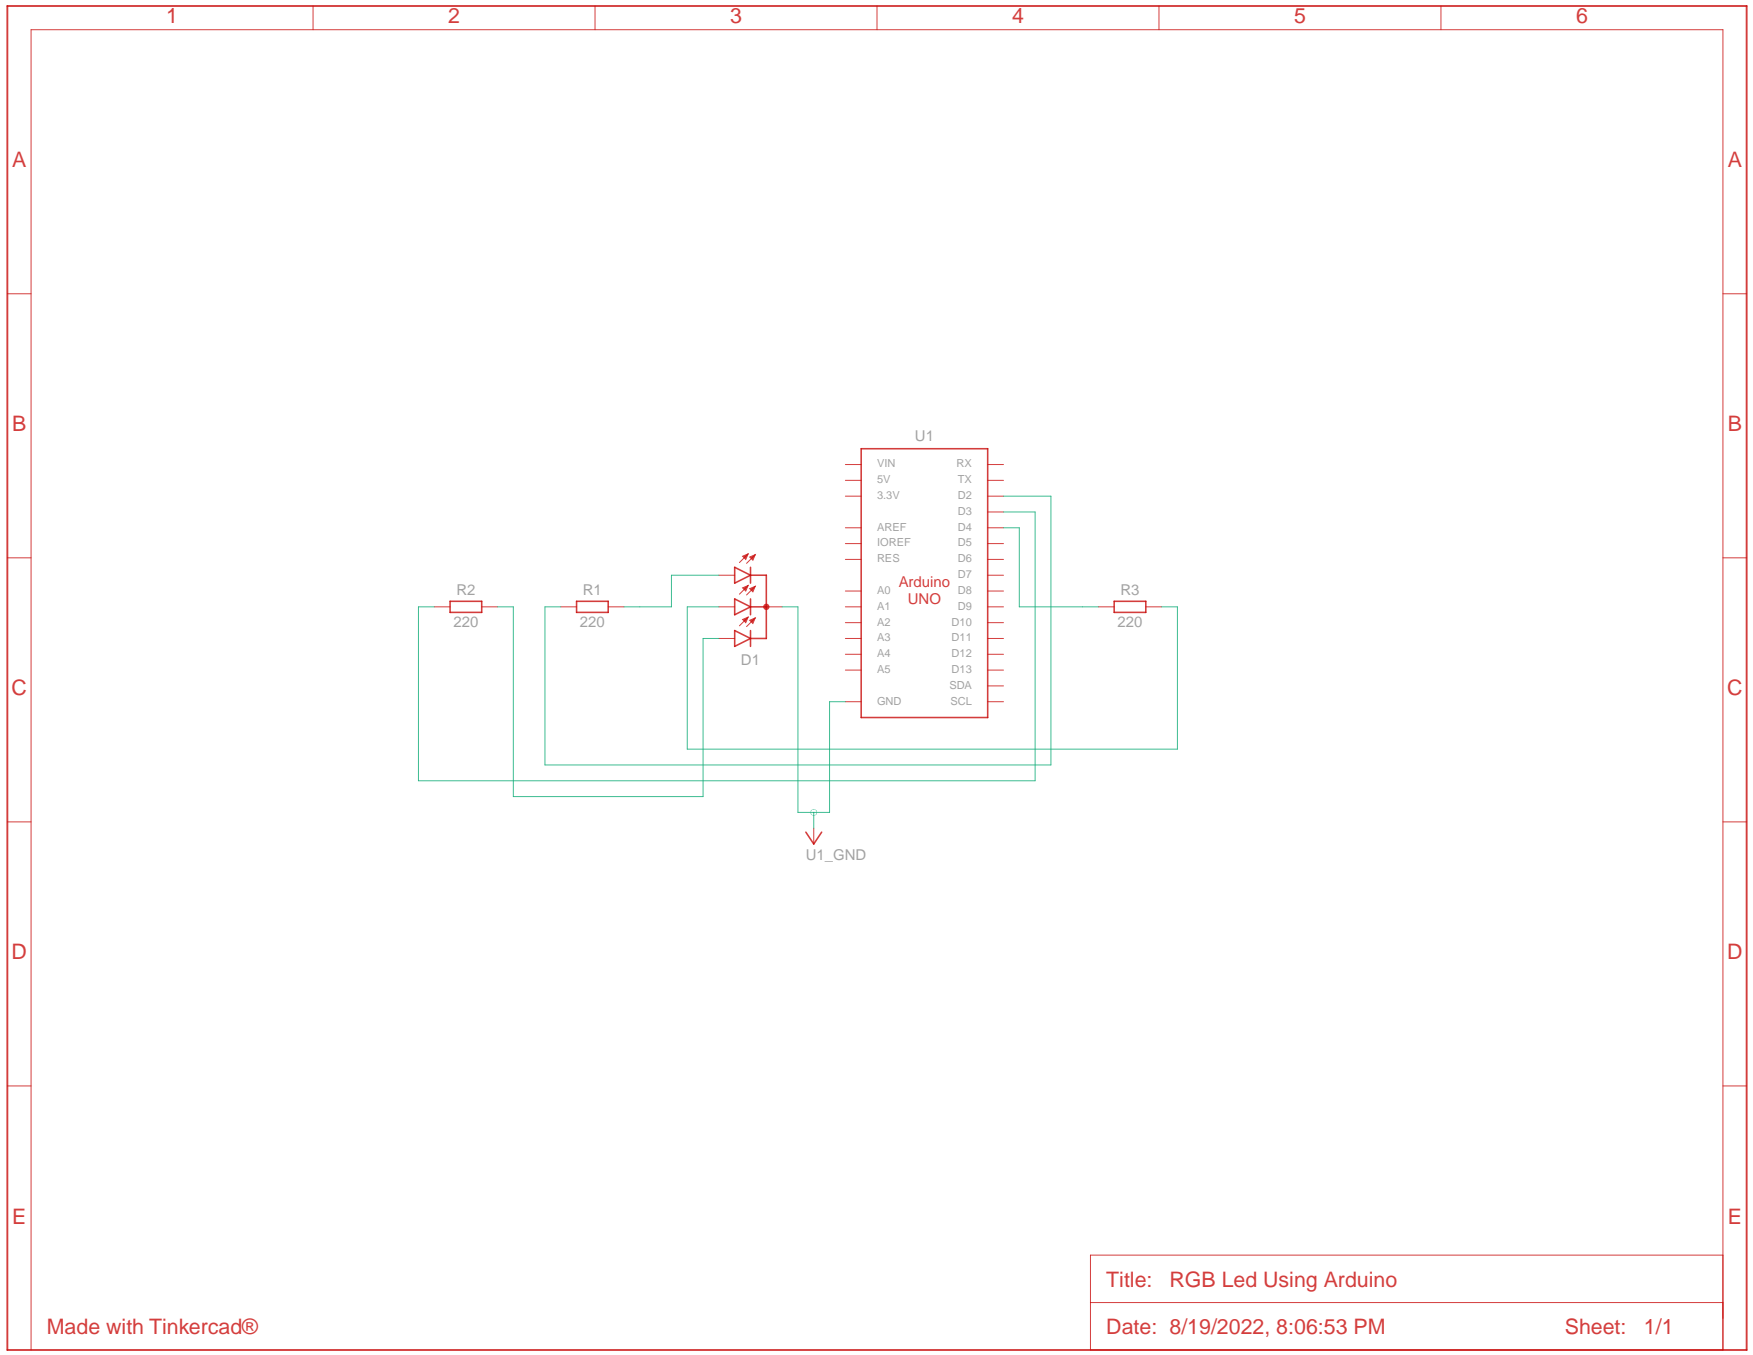 1 2 3 4 5 6
A A
B B
U1
VIN RX
5V TX
3.3V D2
D3
AREF D4
IOREF D5
RES D6
D7
Arduino
UNO
A0 D8
A1 D9
A2 D10
A3 D11
A4 D12
A5 D13
SDA
GND SCL
R2 R1 R3
220 220 220
D1
C C
U1_GND
D D
E E
Title: RGB Led Using Arduino
Made with Tinkercad®
Date: 8/19/2022, 8:06:53 PM Sheet: 1/1